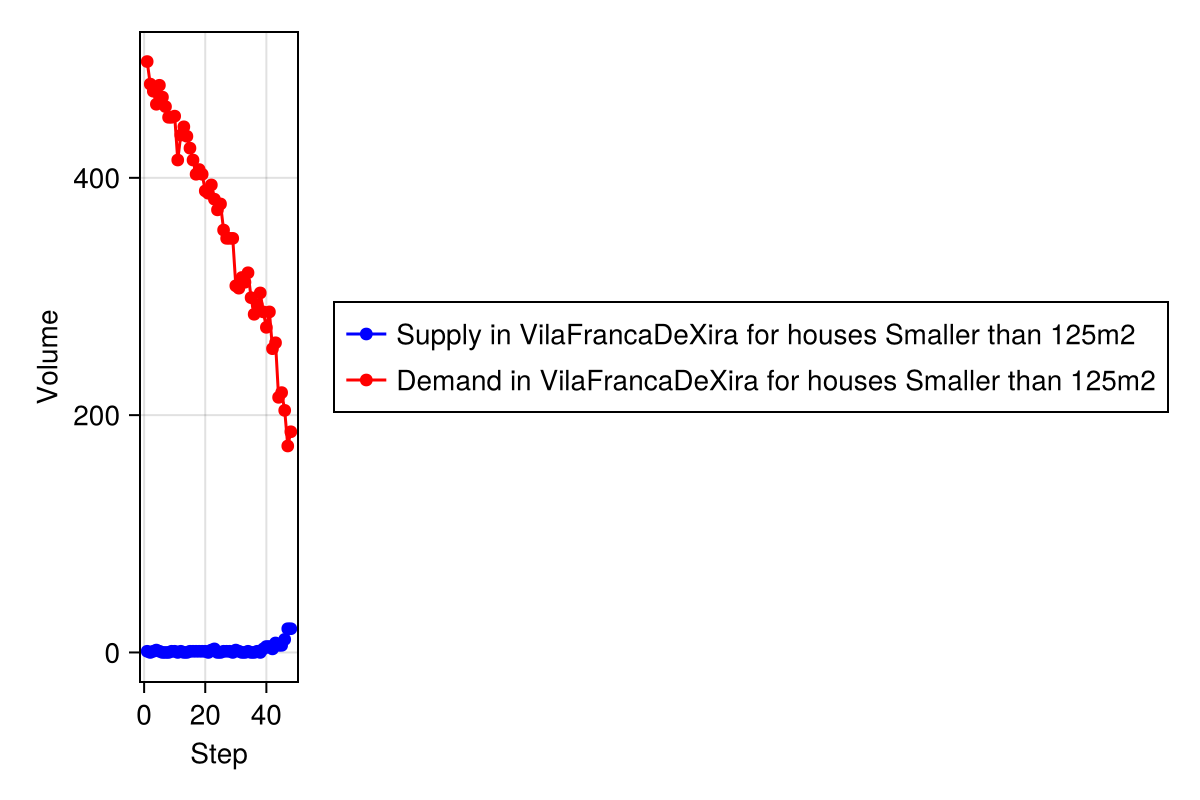 Volume
400
200
0
0 20 40
Step
Supply in VilaFrancaDeXira for houses Smaller than 125m2
Demand in VilaFrancaDeXira for houses Smaller than 125m2